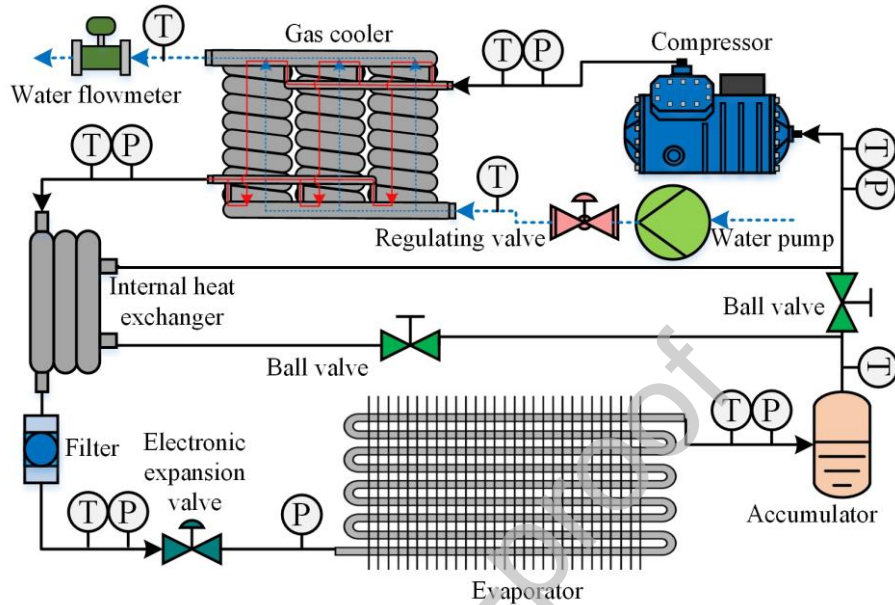 Gas cooler
Compressor
T
T
P
Water flowmeter
T
P
T
T
P
Regulating valve
Water pump
Internal heat
exchanger
Ball valve
Ball valve
T
Filter
Electronic
expansion
valve
T
P
T
P
P
Accumulator
Evaporator
proof